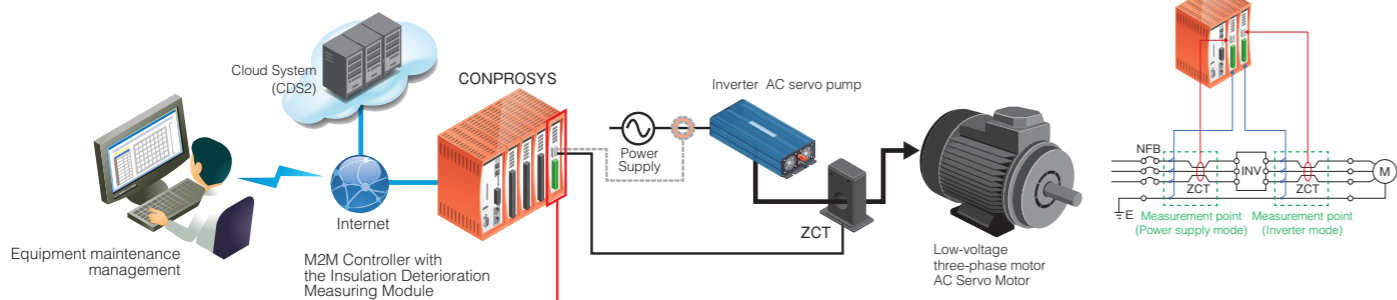 Cloud System
(CDS2)
CONPROSYS
Inverter  AC servo pump
Power
Supply
Internet
ZCT
Equipment maintenance
management
M2M Controller with
the Insulation Deterioration
Measuring Module
Low-voltage
three-phase motor
AC Servo Motor
NFB
INV
M
ZCT
ZCT
E
Measurement point
(Power supply mode)
Measurement point
(Inverter mode)